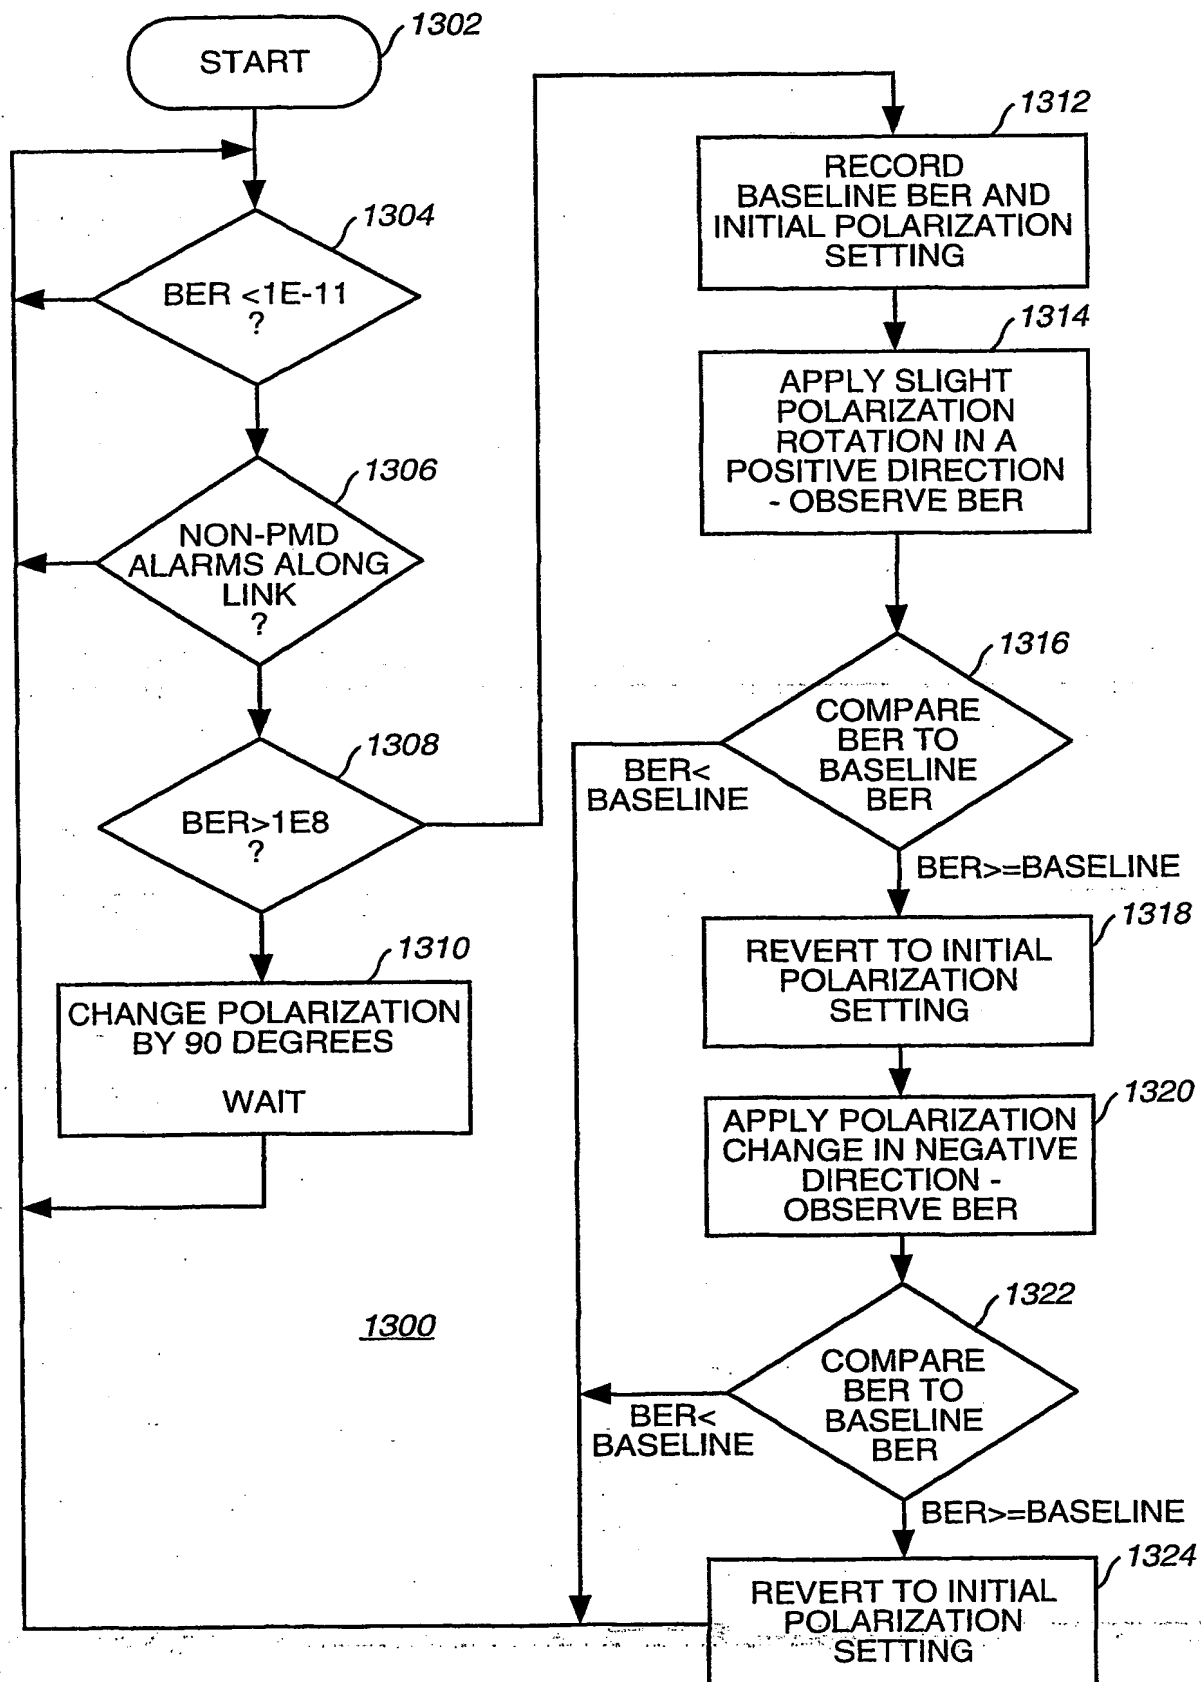 1302
START
1304
BER <1E-11
?
1306
NON-PMD
ALARMS ALONG
LINK
?
1308
BER>1E8
?
1310
CHANGE POLARIZATION
BY 90 DEGREES
WAIT
1300
1312
RECORD
BASELINE BER AND
INITIAL POLARIZATION
SETTING
1314
APPLY SLIGHT
POLARIZATION
ROTATION IN A
POSITIVE DIRECTION
- OBSERVE BER
1316
COMPARE
BER TO
BASELINE
BER
BER<
BASELINE
BER>=BASELINE
1318
REVERT TO INITIAL
POLARIZATION
SETTING
1320
APPLY POLARIZATION
CHANGE IN NEGATIVE
DIRECTION -
OBSERVE BER
1322
COMPARE
BER TO
BASELINE
BER
BER<
BASELINE
BER>=BASELINE
1324
REVERT TO INITIAL
POLARIZATION
SETTING